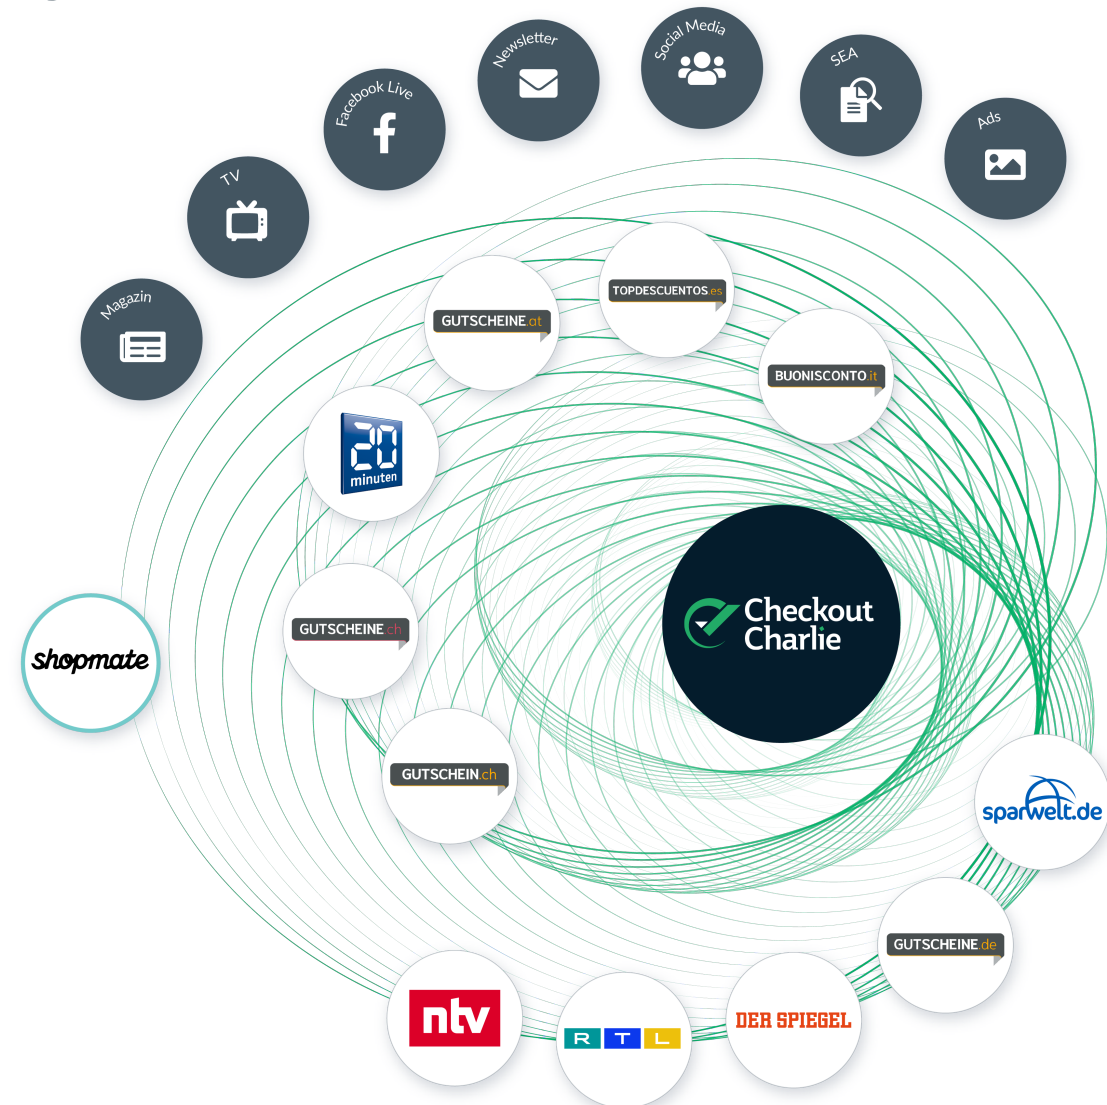 Social Media
Newsletter
SEA
Facebook Live
Ads
TV
Magazin
TOPDESCUENTOS.es
GUTSCHEINE.at
BUONISCONTO.it
20
minuten
Checkout
Charlie
GUTSCHEINE.ch
shopmate
GUTSCHEIN.ch
sparwelt.de
GUTSCHEINE.de
ntv
DER SPIEGEL
RTL